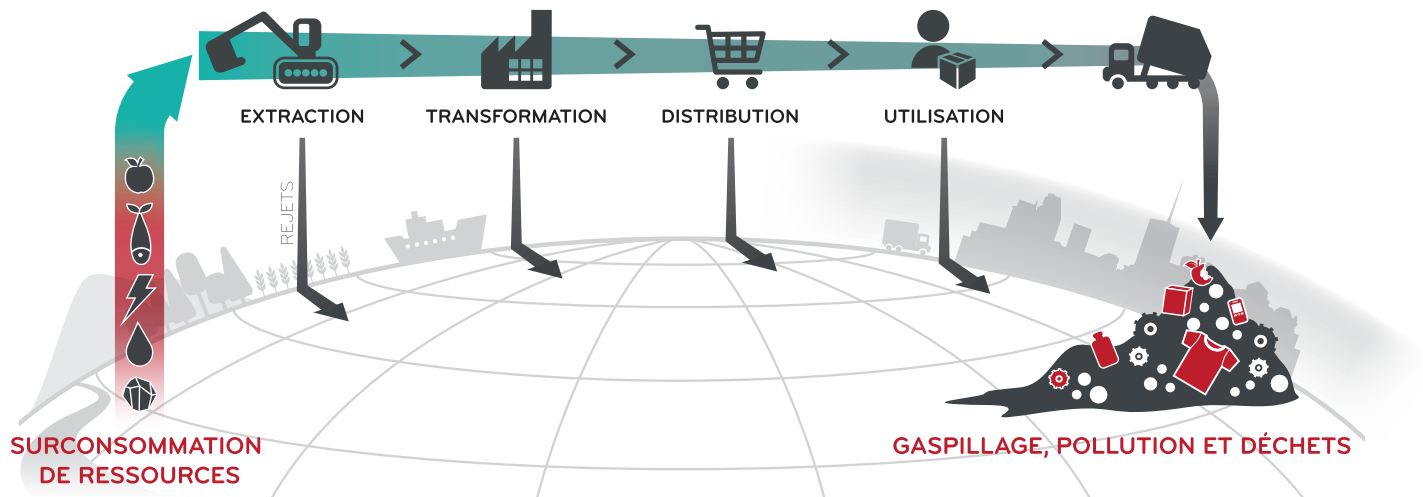 EXTRACTION
TRANSFORMATION
DISTRIBUTION
UTILISATION
REJETS
SURCONSOMMATION
DE RESSOURCES
GASPILLAGE, POLLUTION ET DÉCHETS